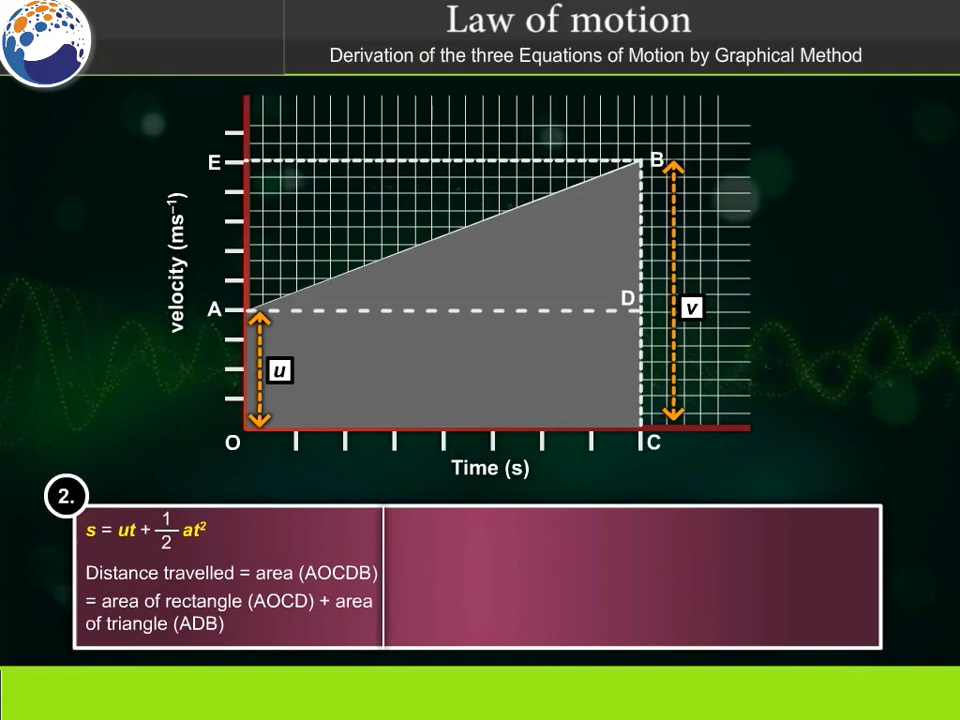 Law of motion
Derivation of the three Equations of Motion by Graphical Method
E
B
velocity (ms⁻¹)
D
A
v
u
O
C
Time (s)
2.
s = ut + 1/2 at²
Distance travelled = area (AOCDB)
= area of rectangle (AOCD) + area
of triangle (ADB)